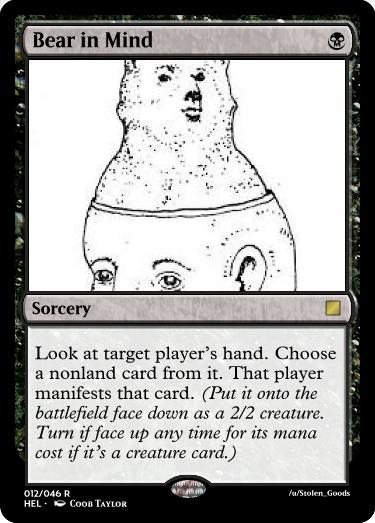 Bear in Mind
Sorcery
Look at target player's hand. Choose
a nonland card from it. That player
manifests that card. (Put it onto the
battlefield face down as a 2/2 creature.
Turn if face up any time for its mana
cost if it's a creature card.)
012/046 R
HEL · Coob Taylor
/u/Stolen_Goods